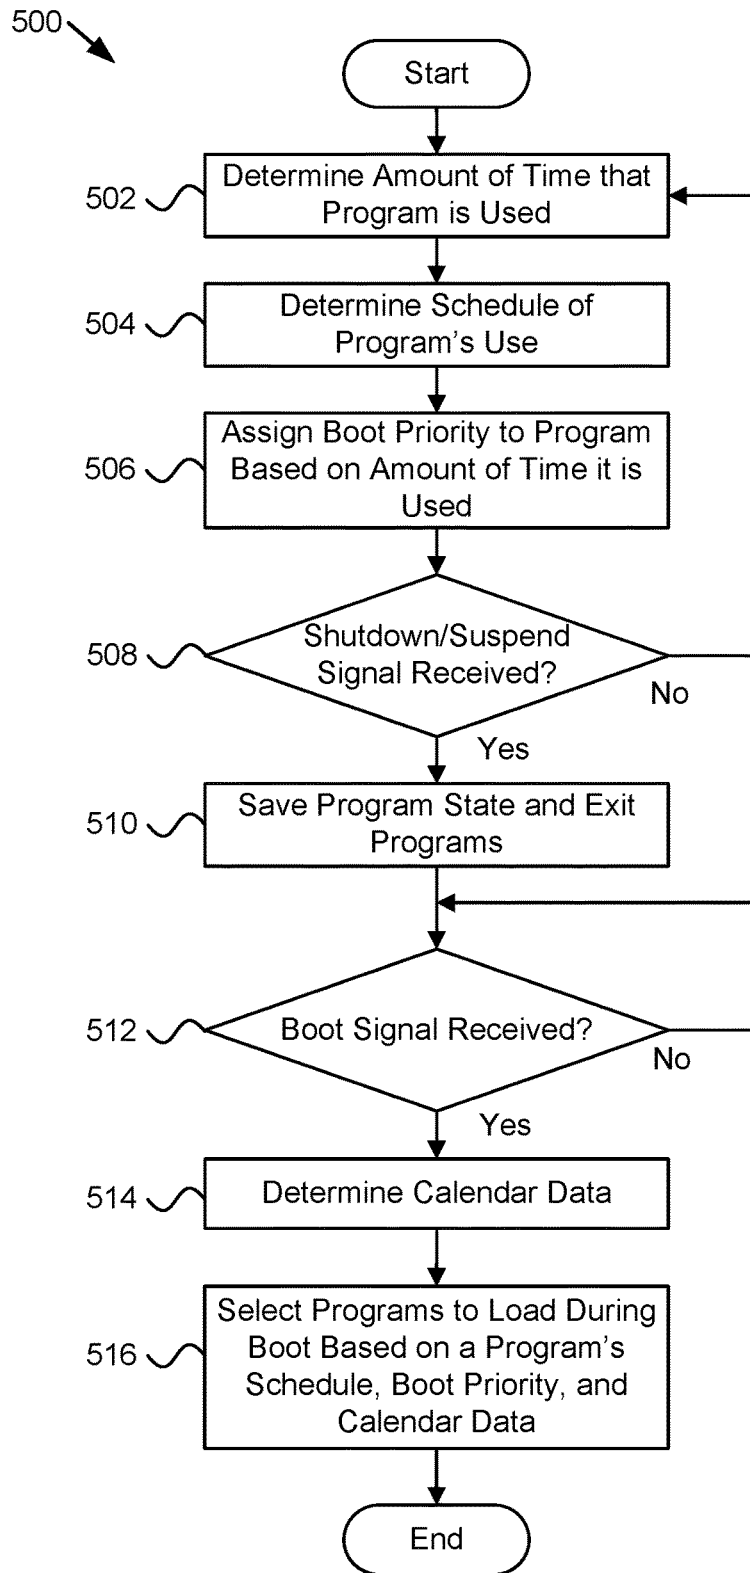 500
Start
502
Determine Amount of Time that
Program is Used
504
Determine Schedule of
Program's Use
506
Assign Boot Priority to Program
Based on Amount of Time it is
Used
508
Shutdown/Suspend
Signal Received?
No
Yes
510
Save Program State and Exit
Programs
512
Boot Signal Received?
No
Yes
514
Determine Calendar Data
516
Select Programs to Load During
Boot Based on a Program's
Schedule, Boot Priority, and
Calendar Data
End